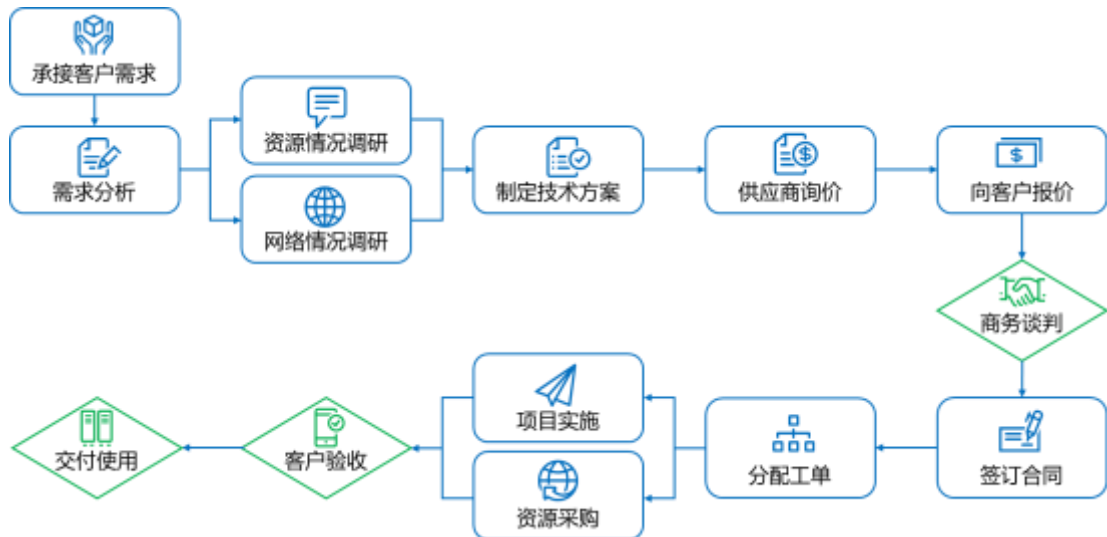 承接客户需求
需求分析
资源情况调研
网络情况调研
制定技术方案
供应商询价
向客户报价
商务谈判
签订合同
分配工单
项目实施
资源采购
客户验收
交付使用